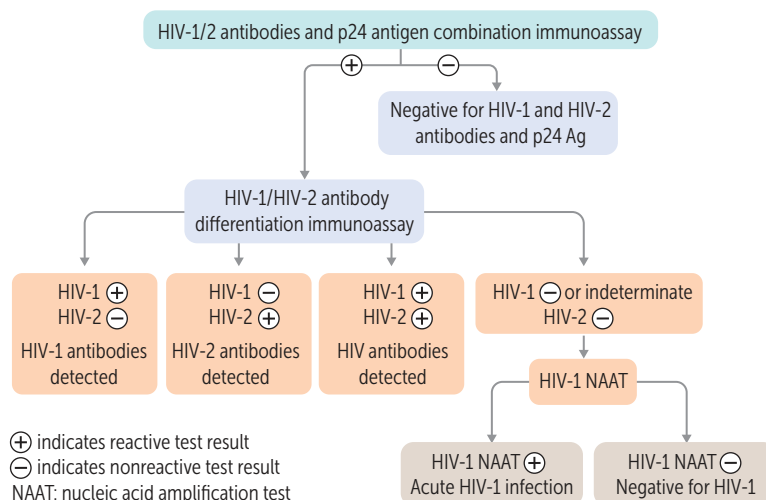 HIV-1/2 antibodies and p24 antigen combination immunoassay
⊕ ⊖
Negative for HIV-1 and HIV-2
antibodies and p24 Ag
HIV-1/HIV-2 antibody
differentiation immunoassay
HIV-1 ⊕
HIV-2 ⊖
HIV-1 antibodies
detected
HIV-1 ⊖
HIV-2 ⊕
HIV-2 antibodies
detected
HIV-1 ⊕
HIV-2 ⊕
HIV antibodies
detected
HIV-1 ⊖ or indeterminate
HIV-2 ⊖
HIV-1 NAAT
HIV-1 NAAT ⊕
Acute HIV-1 infection
HIV-1 NAAT ⊖
Negative for HIV-1
⊕ indicates reactive test result
⊖ indicates nonreactive test result
NAAT: nucleic acid amplification test